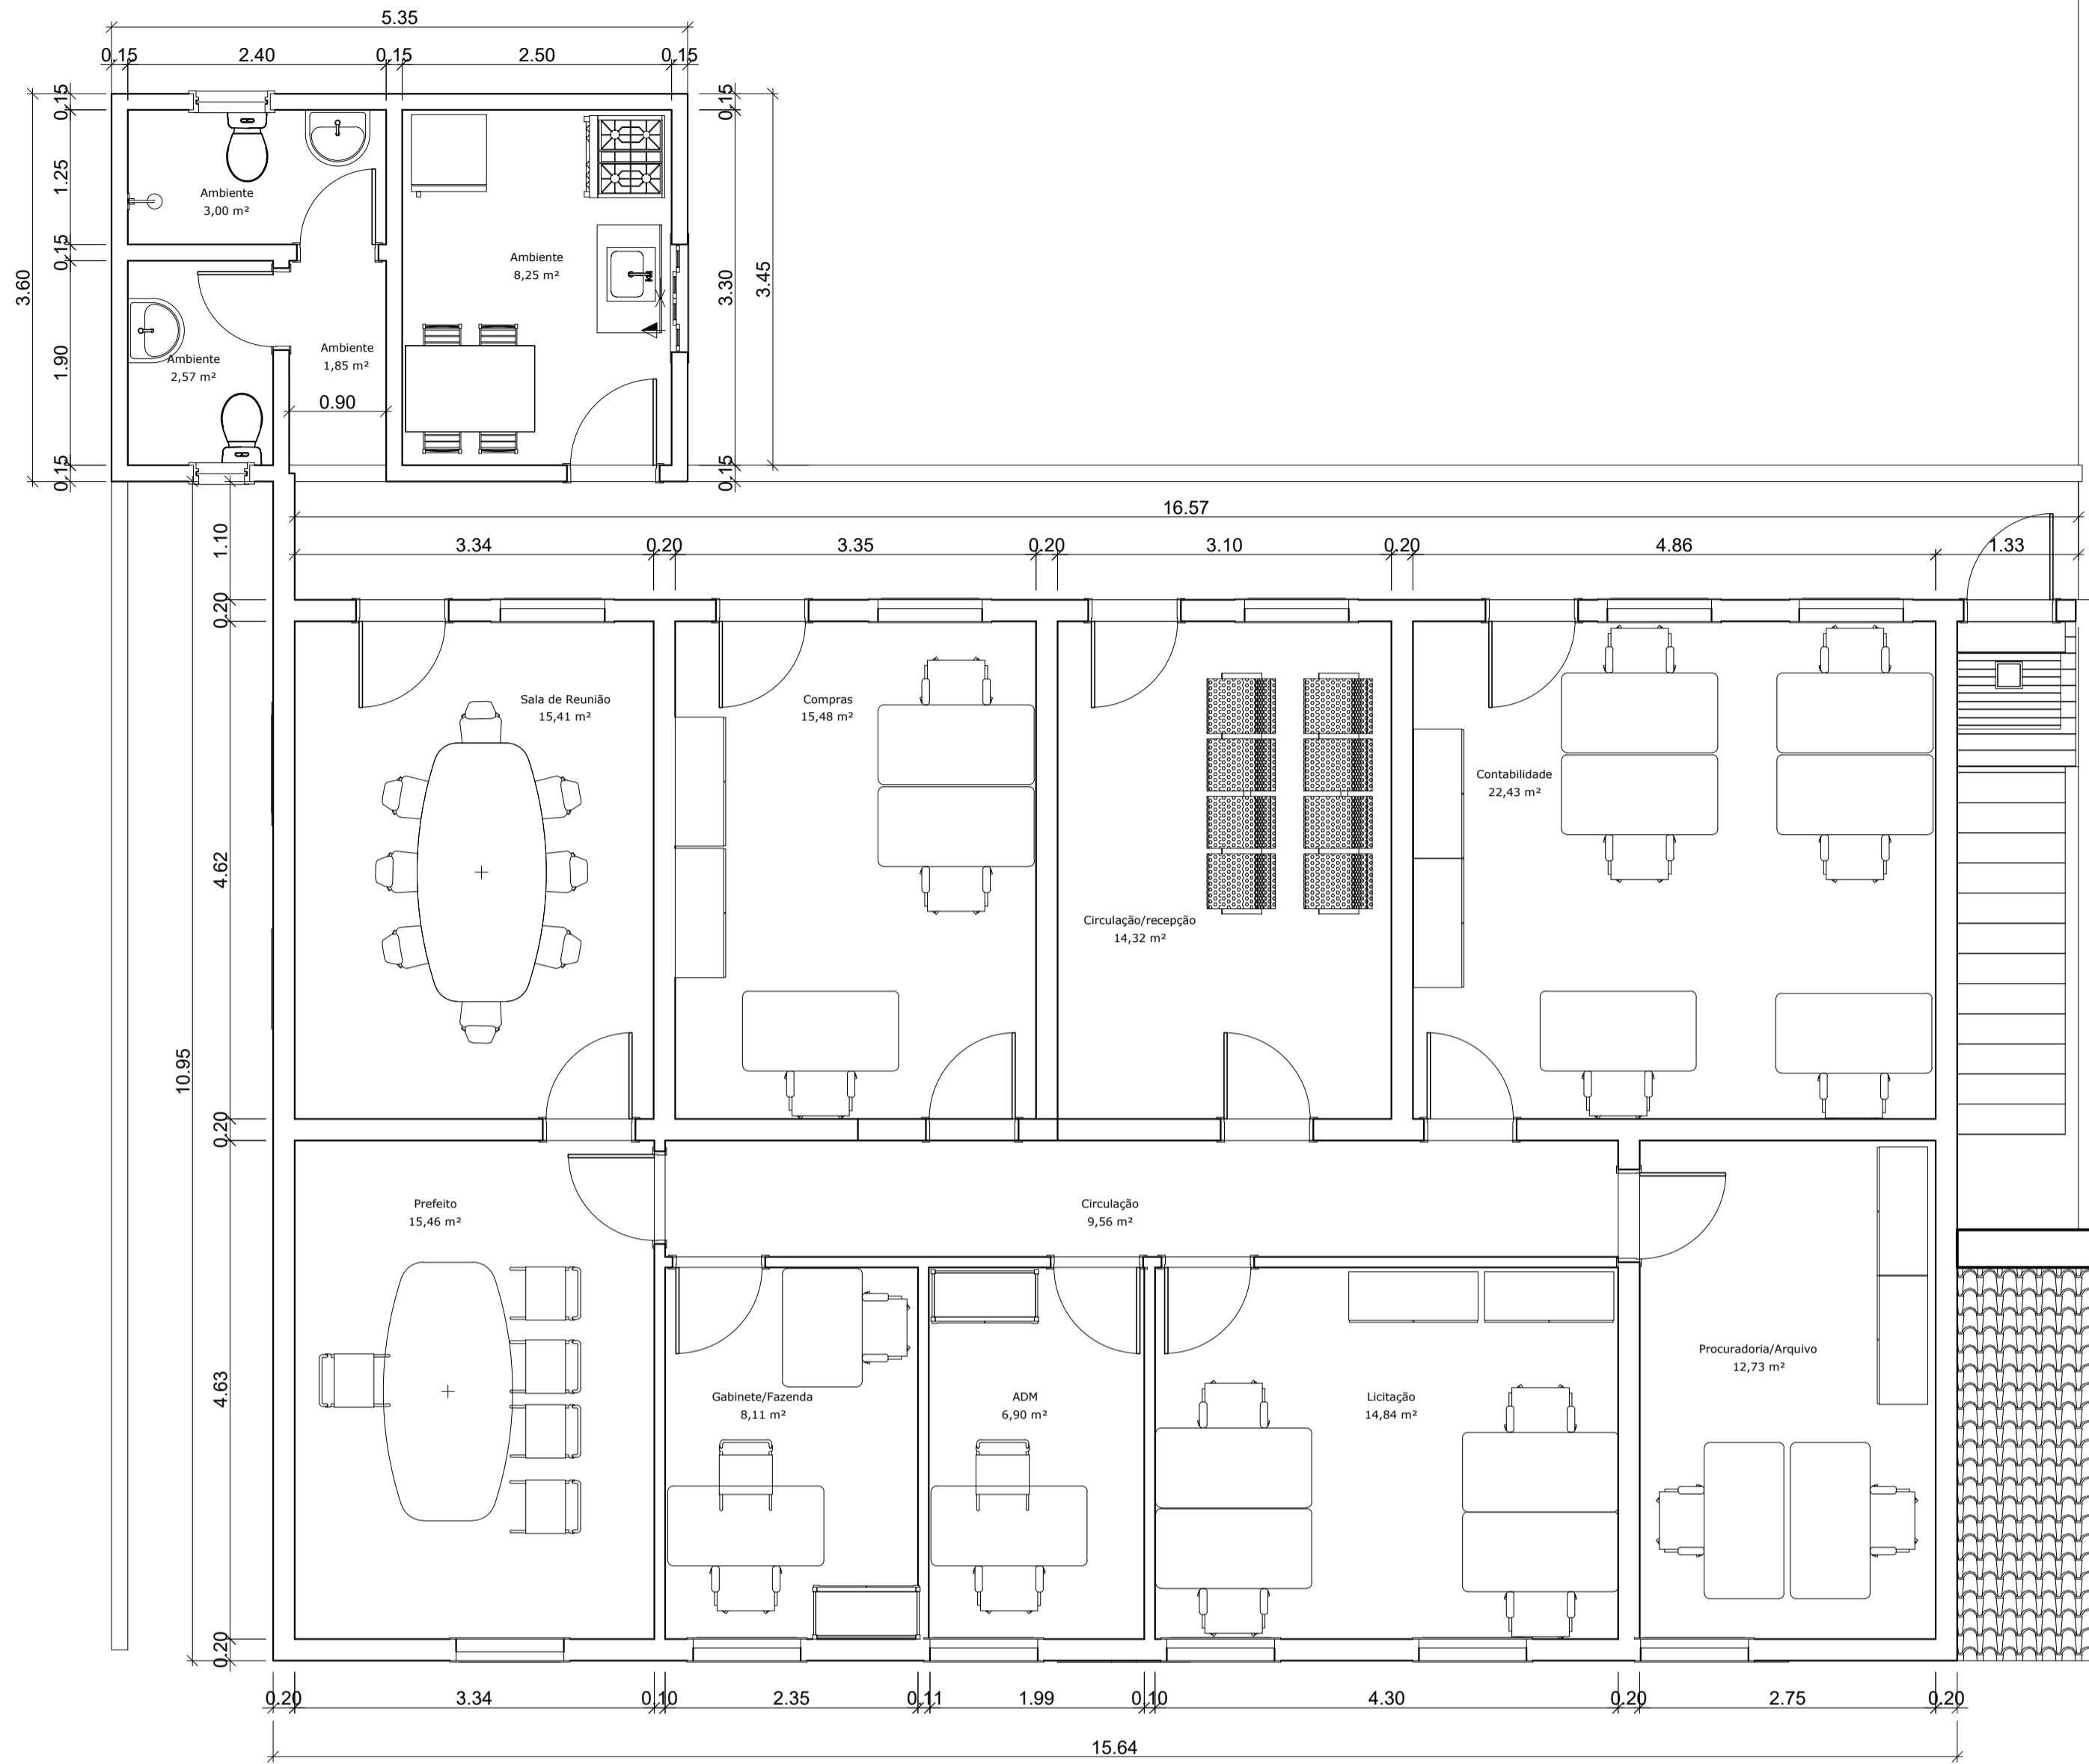 5.35
0.15
2.40
0.15
2.50
0.15
0.15
1.25
0.15
1.90
0.15
3.60
0.15
3.30
0.15
3.45
Ambiente
3,00 m²
Ambiente
8,25 m²
Ambiente
2,57 m²
Ambiente
1,85 m²
0.90
16.57
3.34
0.20
3.35
0.20
3.10
0.20
4.86
1.33
1.10
0.20
4.62
0.20
4.63
0.20
10.95
Sala de Reunião
15,41 m²
Compras
15,48 m²
Circulação/recepção
14,32 m²
Contabilidade
22,43 m²
Prefeito
15,46 m²
Circulação
9,56 m²
Gabinete/Fazenda
8,11 m²
ADM
6,90 m²
Licitação
14,84 m²
Procuradoria/Arquivo
12,73 m²
0.20
3.34
0.10
2.35
0.11
1.99
0.10
4.30
0.20
2.75
0.20
15.64